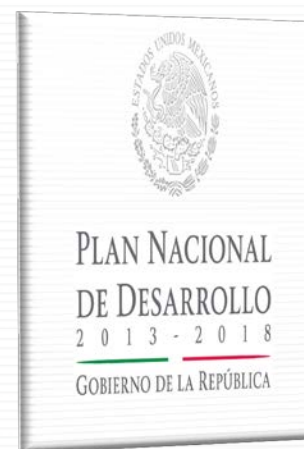 ESTADOS UNIDOS MEXICANOS
PLAN NACIONAL
DE DESARROLLO
2013-2018
GOBIERNO DE LA REPÚBLICA